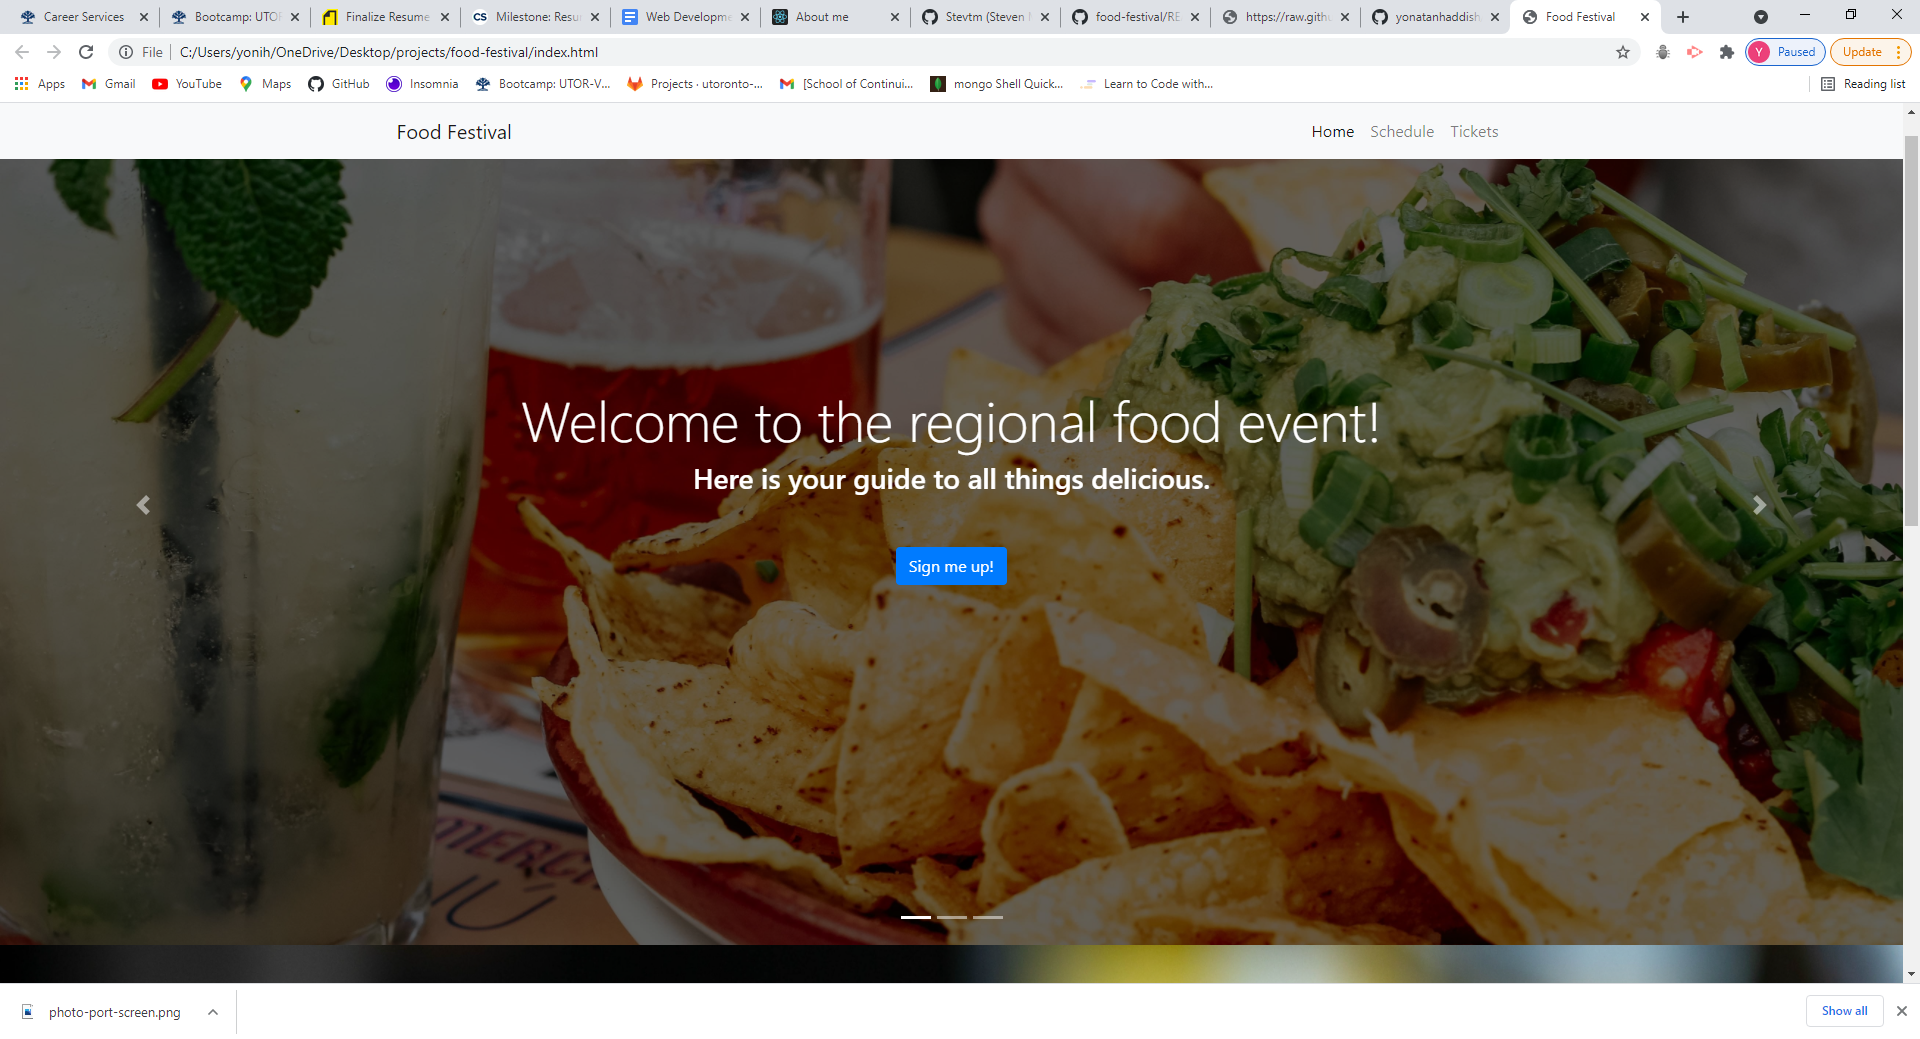 Career Services
Bootcamp: UTOR
Finalize Resume
CS Milestone: Resu
Web Developme
About me
Stevtm (Steven
food-festival/RE
https://raw.gith
yonatanhaddish
Food Festival
File C:/Users/yonih/OneDrive/Desktop/projects/food-festival/index.html
Y Paused
Update
Apps
Gmail
YouTube
Maps
GitHub
Insomnia
Bootcamp: UTOR-V...
Projects · utoronto-...
[School of Continui...
mongo Shell Quick...
Learn to Code with...
Reading list
Food Festival
Home Schedule Tickets
Welcome to the regional food event!
Here is your guide to all things delicious.
Sign me up!
photo-port-screen.png
Show all